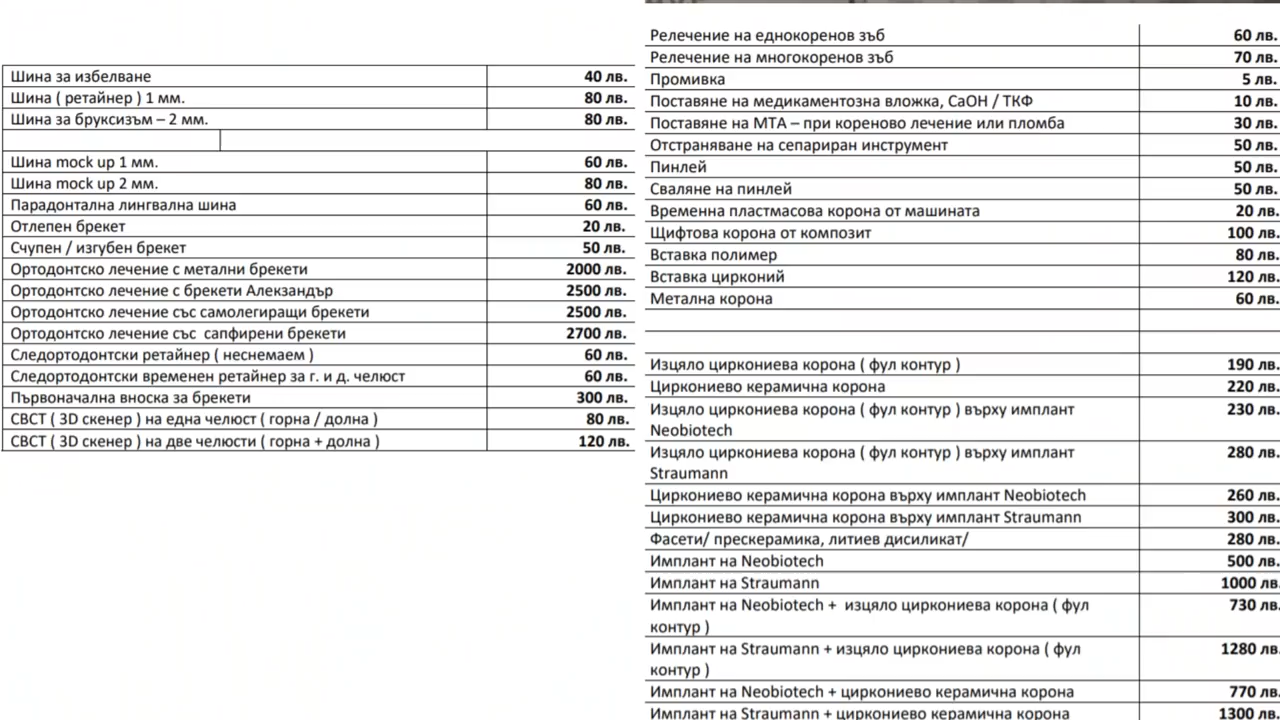 Шина за избелване 40 лв.
Шина ( ретайнер ) 1 мм. 80 лв.
Шина за бруксизъм – 2 мм. 80 лв.
Шина mock up 1 мм. 60 лв.
Шина mock up 2 мм. 80 лв.
Парадонтална лингвална шина 60 лв.
Отлепен брекет 20 лв.
Счупен / изгубен брекет 50 лв.
Ортодонтско лечение с метални брекети 2000 лв.
Ортодонтско лечение с брекети Алекзандър 2500 лв.
Ортодонтско лечение със самолегиращи брекети 2500 лв.
Ортодонтско лечение със сапфирени брекети 2700 лв.
Следортодонтски ретайнер ( неснемаем ) 60 лв.
Следортодонтски временен ретайнер за г. и д. челюст 60 лв.
Първоначална вноска за брекети 300 лв.
СВСТ ( 3D скенер ) на една челюст ( горна / долна ) 80 лв.
СВСТ ( 3D скенер ) на две челюсти ( горна + долна ) 120 лв.
Релечение на еднокоренов зъб 60 лв.
Релечение на многокоренов зъб 70 лв.
Промивка 5 лв.
Поставяне на медикаментозна вложка, CaOH / ТКФ 10 лв.
Поставяне на МТА – при кореново лечение или пломба 30 лв.
Отстраняване на сепариран инструмент 50 лв.
Пинлей 50 лв.
Сваляне на пинлей 50 лв.
Временна пластмасова корона от машината 20 лв.
Щифтова корона от композит 100 лв.
Вставка полимер 80 лв.
Вставка цирконий 120 лв.
Метална корона 60 лв.
Изцяло циркониева корона ( фул контур ) 190 лв.
Циркониево керамична корона 220 лв.
Изцяло циркониева корона ( фул контур ) върху имплант 230 лв.
Neobiotech
Изцяло циркониева корона ( фул контур ) върху имплант 280 лв.
Straumann
Циркониево керамична корона върху имплант Neobiotech 260 лв.
Циркониево керамична корона върху имплант Straumann 300 лв.
Фасети/ прескерамика, литиев дисиликат/ 280 лв.
Имплант на Neobiotech 500 лв.
Имплант на Straumann 1000 лв.
Имплант на Neobiotech + изцяло циркониева корона ( фул 730 лв.
контур )
Имплант на Straumann + изцяло циркониева корона ( фул 1280 лв.
контур )
Имплант на Neobiotech + циркониево керамична корона 770 лв.
Имплант на Straumann + циркониево керамична корона 1300 лв.